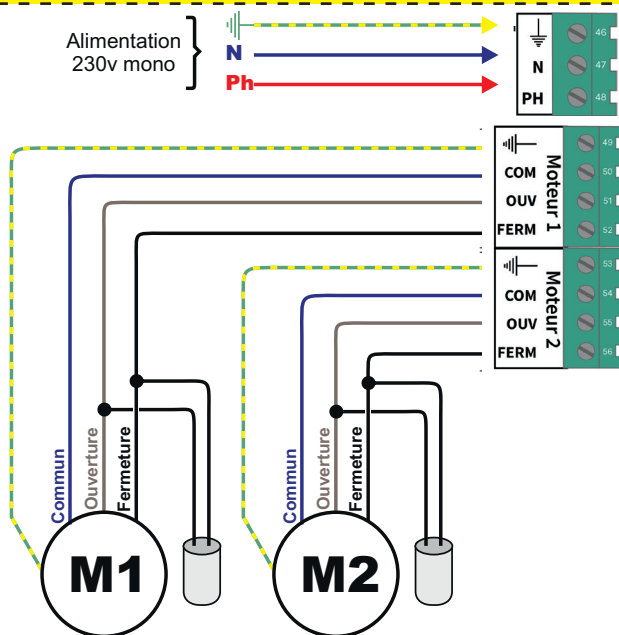 Alimentation
230v mono
N
Ph
N
PH
46
47
48
COM
OUV
FERM
Moteur 1
49
50
51
52
COM
OUV
FERM
Moteur 2
53
54
55
56
Commun
Ouverture
Fermeture
Commun
Ouverture
Fermeture
M1
M2